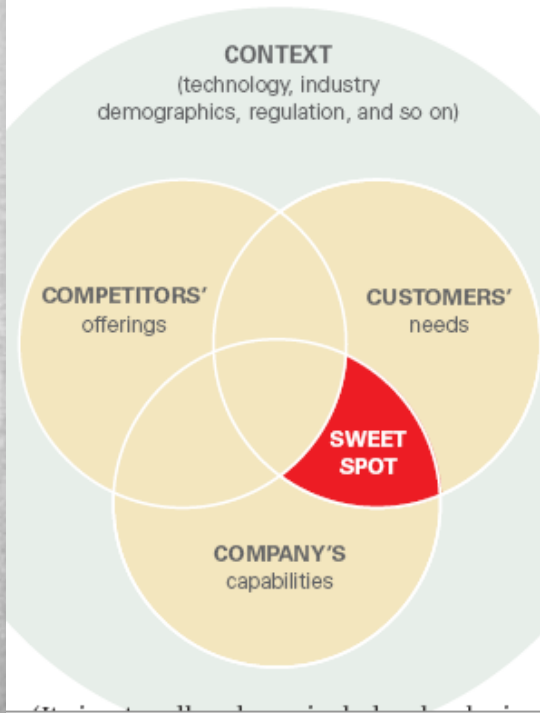 CONTEXT
(technology, industry
demographics, regulation, and so on)
COMPETITORS’
offerings
CUSTOMERS’
needs
SWEET
SPOT
COMPANY’S
capabilities